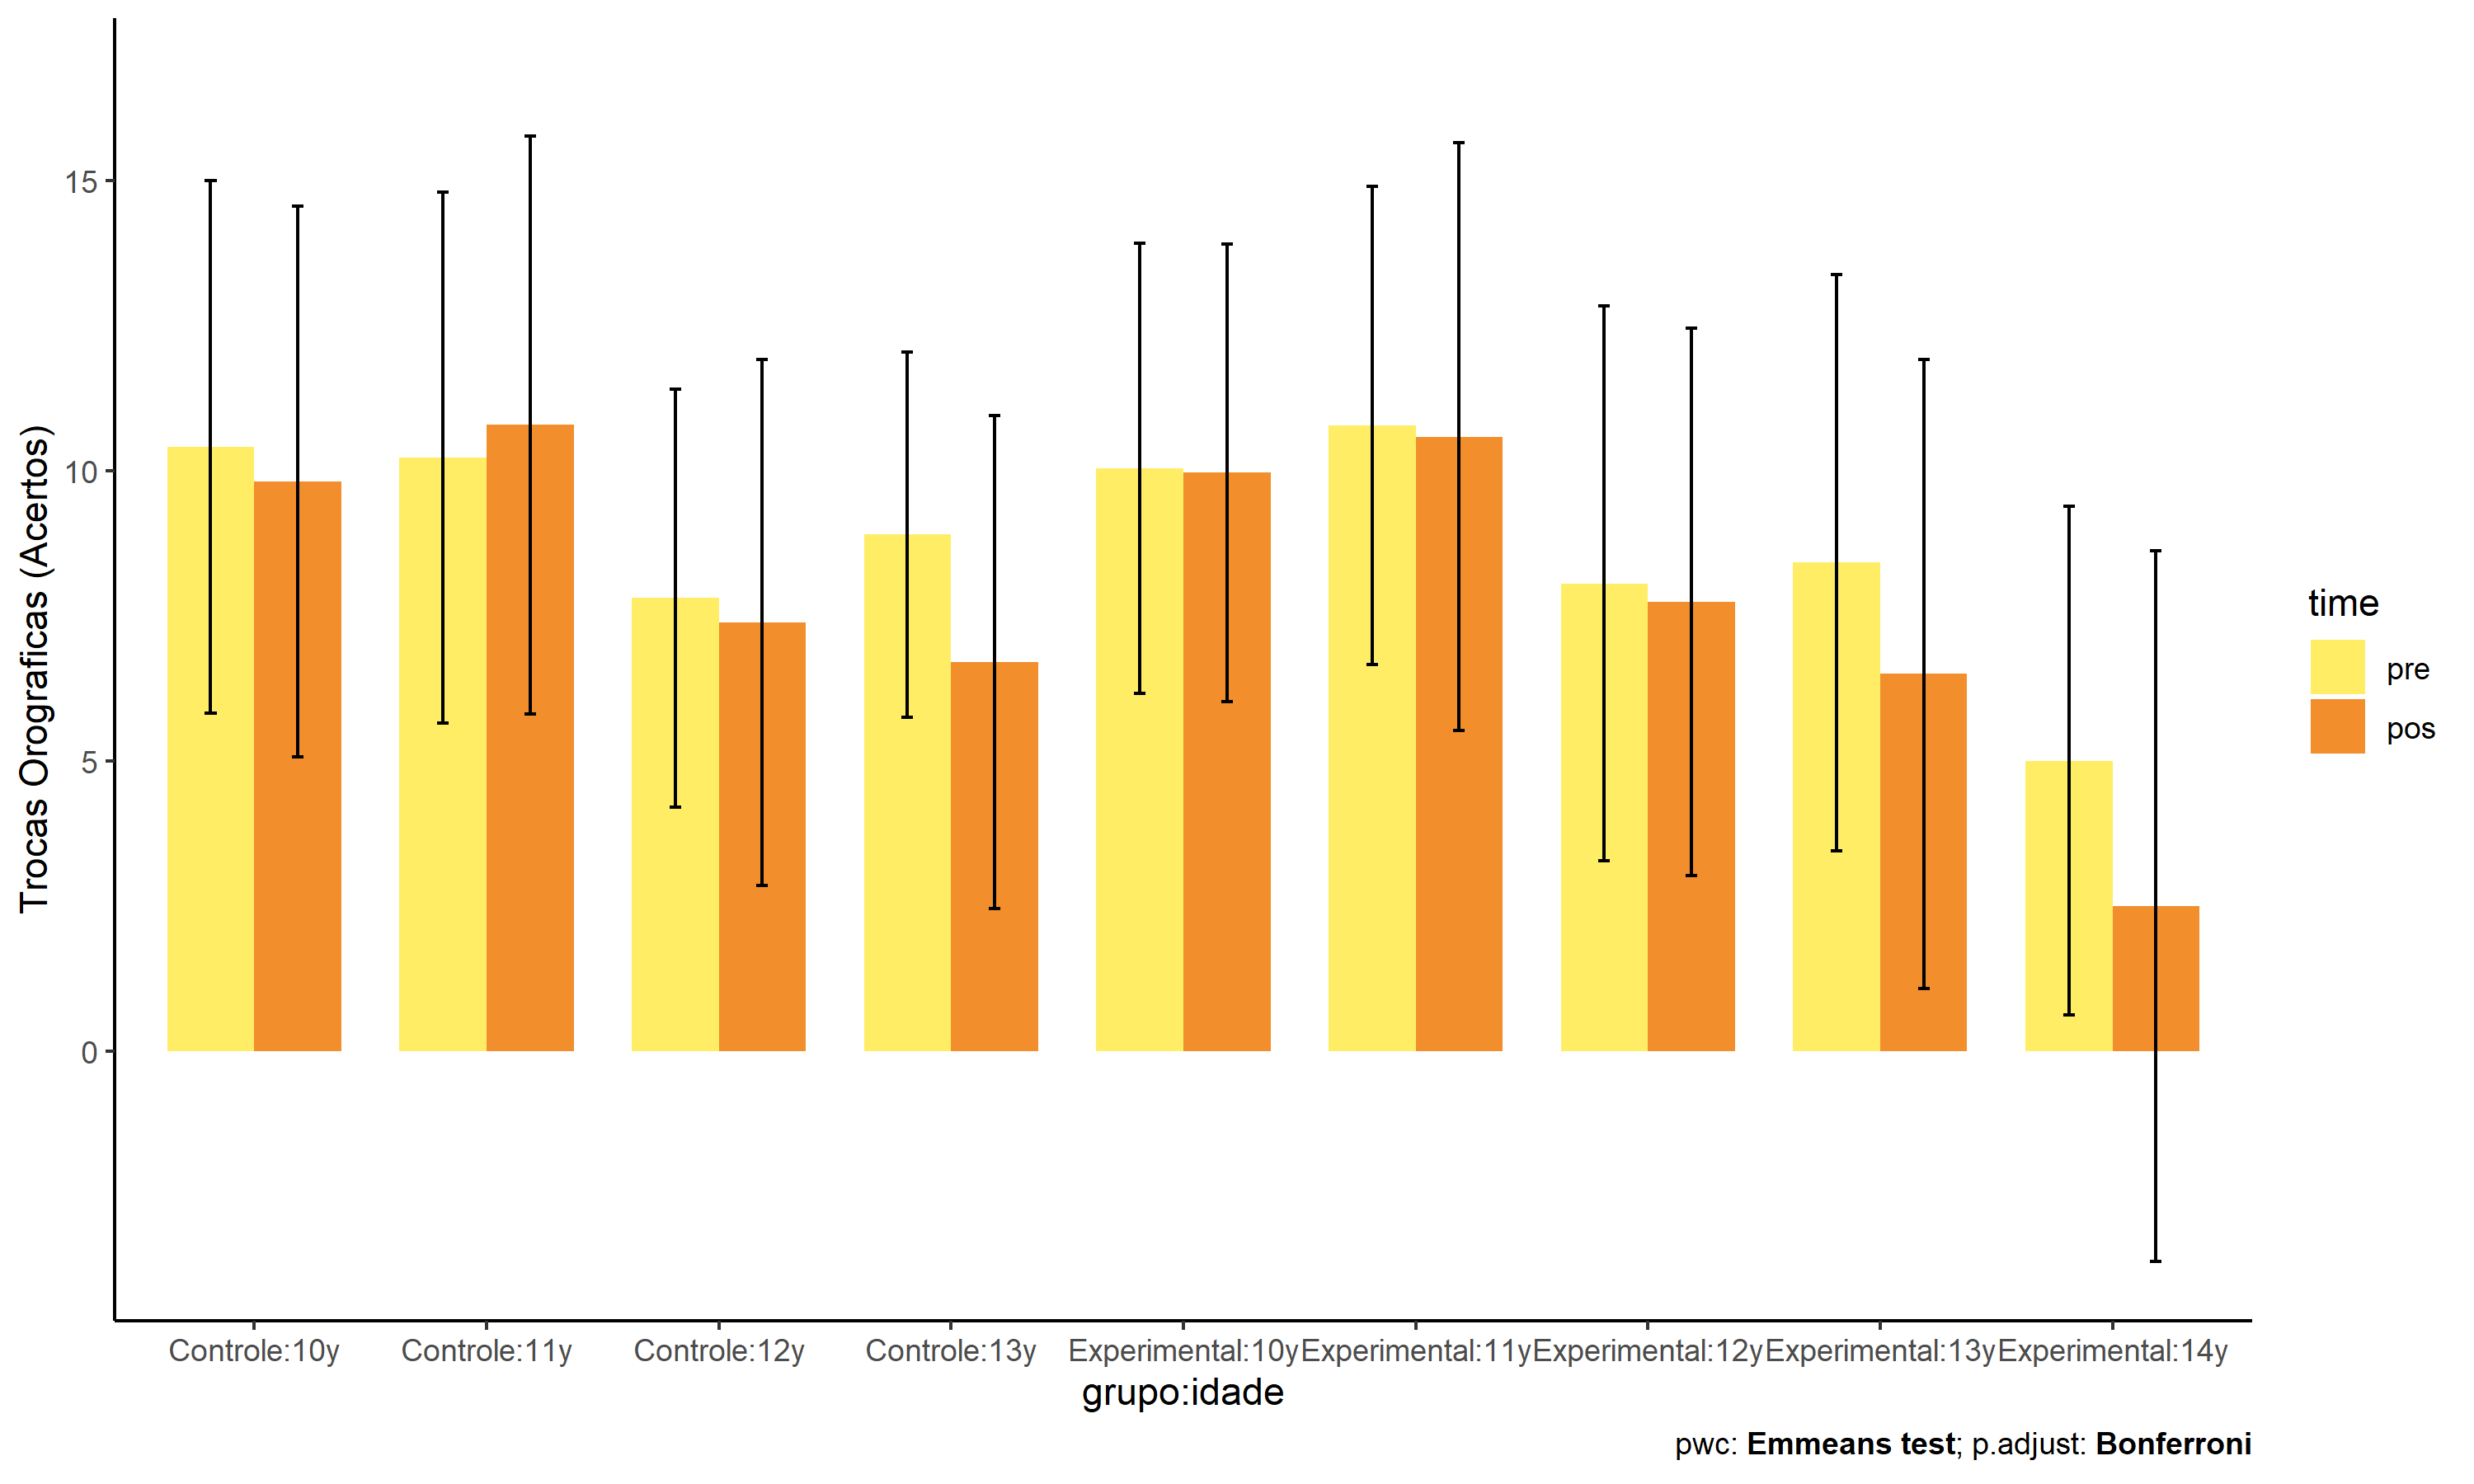 Trocas Orograficas (Acertos)
15
10
5
0
Controle:10y
Controle:11y
Controle:12y
Controle:13y
Experimental:10y
Experimental:11y
Experimental:12y
Experimental:13y
Experimental:14y
grupo:idade
time
pre
pos
pwc: Emmeans test; p.adjust: Bonferroni